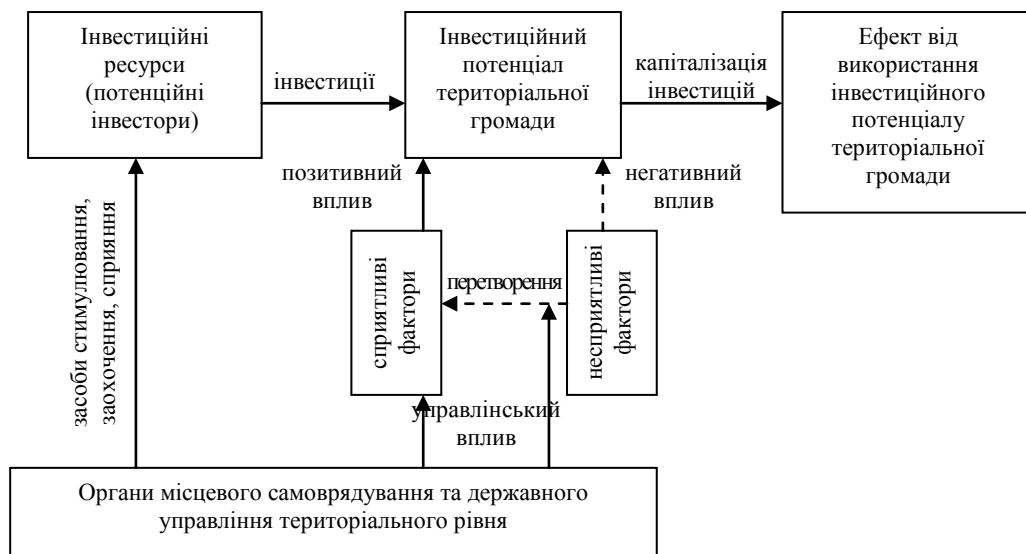 Інвестиційні
ресурси
(потенційні
інвестори)
інвестиції
Інвестиційний
потенціал
територіальної
громади
капіталізація
інвестицій
Ефект від
використання
інвестиційного
потенціалу
територіальної
громади
позитивний
вплив
негативний
вплив
засоби стимулювання,
заохочення, сприяння
сприятливі
фактори
перетворення
несприятливі
фактори
управлінський
вплив
Органи місцевого самоврядування та державного
управління територіального рівня